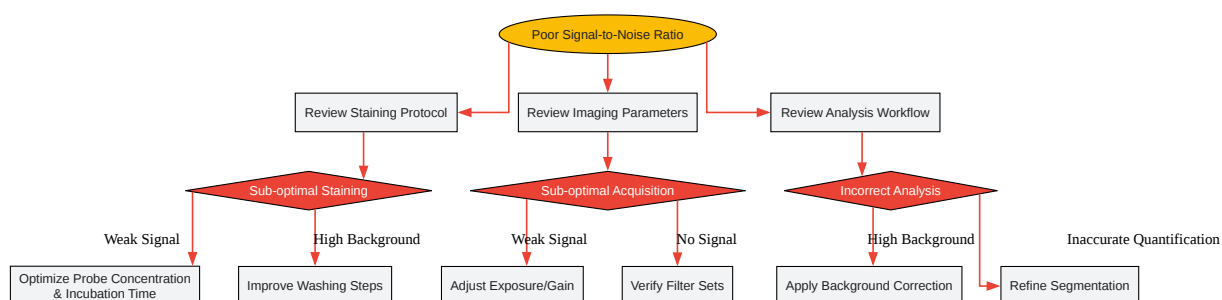 Poor Signal-to-Noise Ratio
Review Staining Protocol
Review Imaging Parameters
Review Analysis Workflow
Sub-optimal Staining
Sub-optimal Acquisition
Incorrect Analysis
Weak Signal
High Background
Weak Signal
No Signal
High Background
Inaccurate Quantification
Optimize Probe Concentration
& Incubation Time
Improve Washing Steps
Adjust Exposure/Gain
Verify Filter Sets
Apply Background Correction
Refine Segmentation